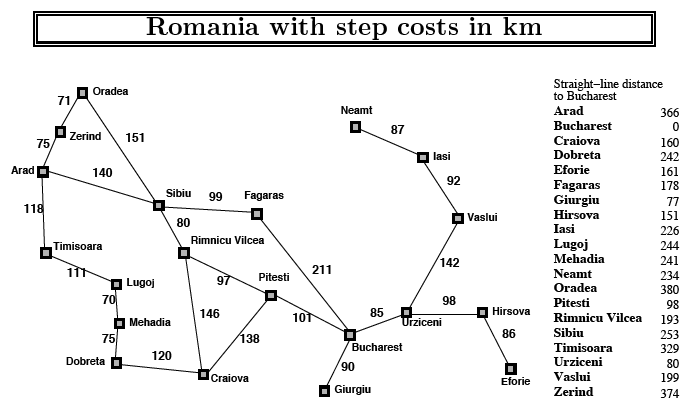 Romania with step costs in km
Oradea
71
Zerind
75
151
Arad
140
118
Sibiu
99
Fagaras
80
Rimnicu Vilcea
Timisoara
111
Lugoj
70
Mehadia
75
Dobreta
120
146
97
Pitesti
211
138
101
Craiova
Bucharest
90
Giurgiu
85
Urziceni
98
Hirsova
86
Eforie
142
Vaslui
92
Iasi
87
Neamt
Straight–line distance
to Bucharest
Arad 366
Bucharest 0
Craiova 160
Dobreta 242
Eforie 161
Fagaras 178
Giurgiu 77
Hirsova 151
Iasi 226
Lugoj 244
Mehadia 241
Neamt 234
Oradea 380
Pitesti 98
Rimnicu Vilcea 193
Sibiu 253
Timisoara 329
Urziceni 80
Vaslui 199
Zerind 374